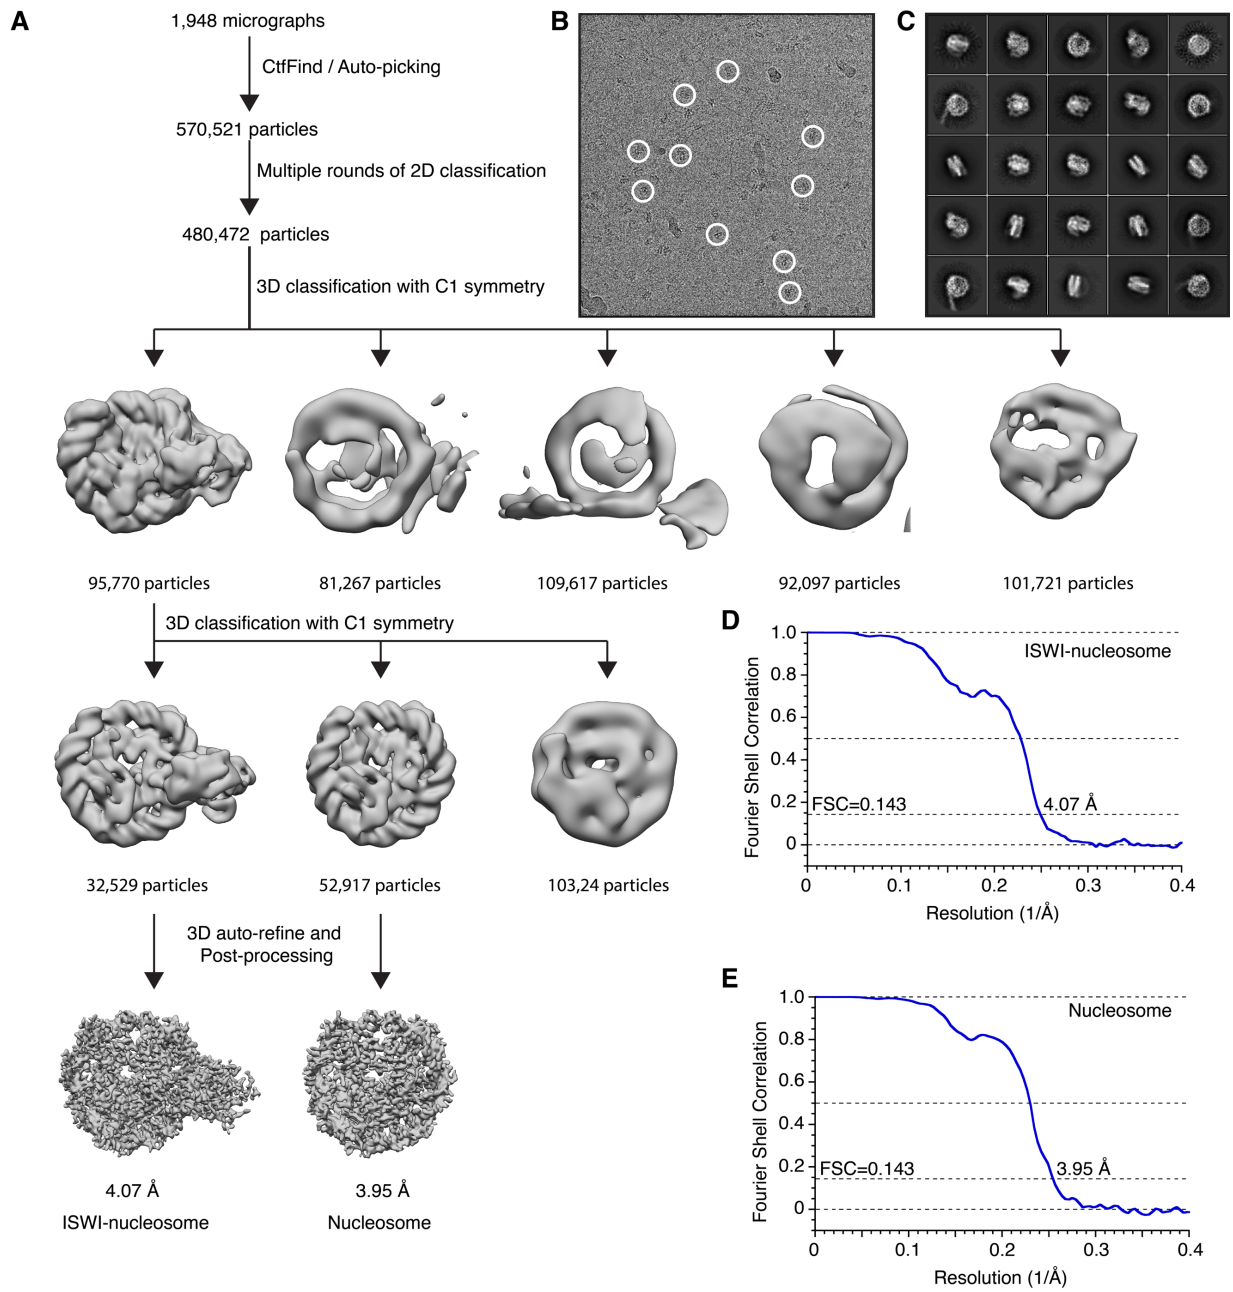 A
1,948 micrographs
CtfFind / Auto-picking
570,521 particles
Multiple rounds of 2D classification
480,472 particles
3D classification with C1 symmetry
B
C
95,770 particles
81,267 particles
109,617 particles
92,097 particles
101,721 particles
3D classification with C1 symmetry
32,529 particles
52,917 particles
103,24 particles
3D auto-refine and
Post-processing
4.07 Å
3.95 Å
ISWI-nucleosome
Nucleosome
D
ISWI-nucleosome
Fourier Shell Correlation
1.0
0.8
0.6
0.4
0.2
0
FSC=0.143
4.07 Å
0
0.1
0.2
0.3
0.4
Resolution (1/Å)
E
Nucleosome
Fourier Shell Correlation
1.0
0.8
0.6
0.4
0.2
0
FSC=0.143
3.95 Å
0
0.1
0.2
0.3
0.4
Resolution (1/Å)